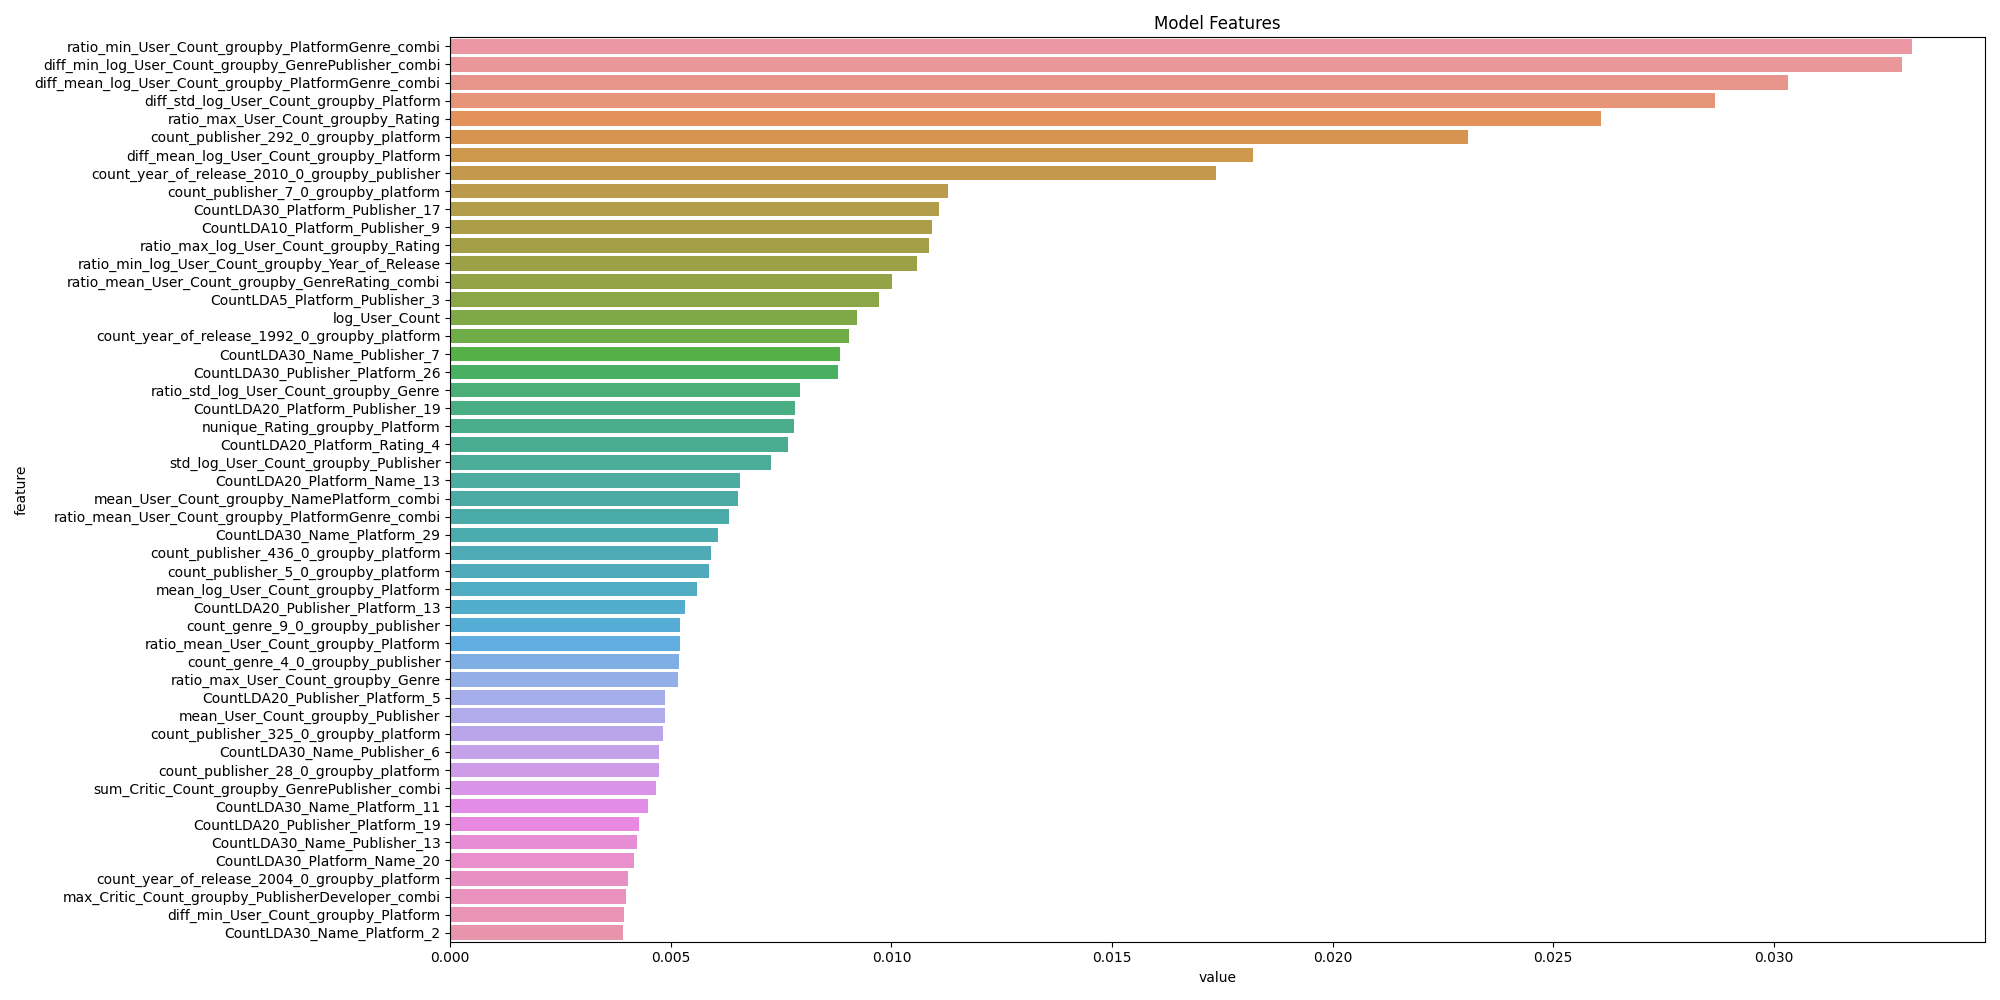 Model Features
ratio_min_User_Count_groupby_PlatformGenre_combi
diff_min_log_User_Count_groupby_GenrePublisher_combi
diff_mean_log_User_Count_groupby_PlatformGenre_combi
diff_std_log_User_Count_groupby_Platform
ratio_max_User_Count_groupby_Rating
count_publisher_292_0_groupby_platform
diff_mean_log_User_Count_groupby_Platform
count_year_of_release_2010_0_groupby_publisher
count_publisher_7_0_groupby_platform
CountLDA30_Platform_Publisher_17
CountLDA10_Platform_Publisher_9
ratio_max_log_User_Count_groupby_Rating
ratio_min_log_User_Count_groupby_Year_of_Release
ratio_mean_User_Count_groupby_GenreRating_combi
CountLDA5_Platform_Publisher_3
log_User_Count
count_year_of_release_1992_0_groupby_platform
CountLDA30_Name_Publisher_7
CountLDA30_Publisher_Platform_26
ratio_std_log_User_Count_groupby_Genre
CountLDA20_Platform_Publisher_19
nunique_Rating_groupby_Platform
CountLDA20_Platform_Rating_4
std_log_User_Count_groupby_Publisher
CountLDA20_Platform_Name_13
mean_User_Count_groupby_NamePlatform_combi
ratio_mean_User_Count_groupby_PlatformGenre_combi
CountLDA30_Name_Platform_29
count_publisher_436_0_groupby_platform
count_publisher_5_0_groupby_platform
mean_log_User_Count_groupby_Platform
CountLDA20_Publisher_Platform_13
count_genre_9_0_groupby_publisher
ratio_mean_User_Count_groupby_Platform
count_genre_4_0_groupby_publisher
ratio_max_User_Count_groupby_Genre
CountLDA20_Publisher_Platform_5
mean_User_Count_groupby_Publisher
count_publisher_325_0_groupby_platform
CountLDA30_Name_Publisher_6
count_publisher_28_0_groupby_platform
sum_Critic_Count_groupby_GenrePublisher_combi
CountLDA30_Name_Platform_11
CountLDA20_Publisher_Platform_19
CountLDA30_Name_Publisher_13
CountLDA30_Platform_Name_20
count_year_of_release_2004_0_groupby_platform
max_Critic_Count_groupby_PublisherDeveloper_combi
diff_min_User_Count_groupby_Platform
CountLDA30_Name_Platform_2
feature
0.000 0.005 0.010 0.015 0.020 0.025 0.030
value